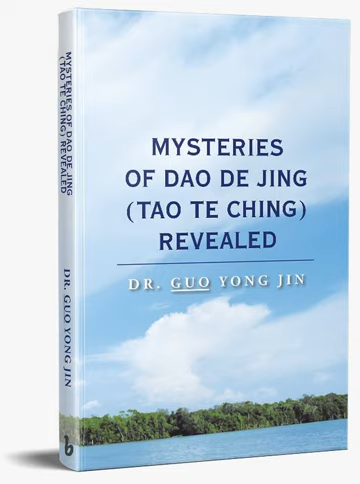 MYSTERIES
OF DAO DE JING
(TAO TE CHING)
REVEALED
DR. GUO YONG JIN
MYSTERIES OF DAO DE JING
(TAO TE CHING) REVEALED
DR. GUO YONG JIN
b